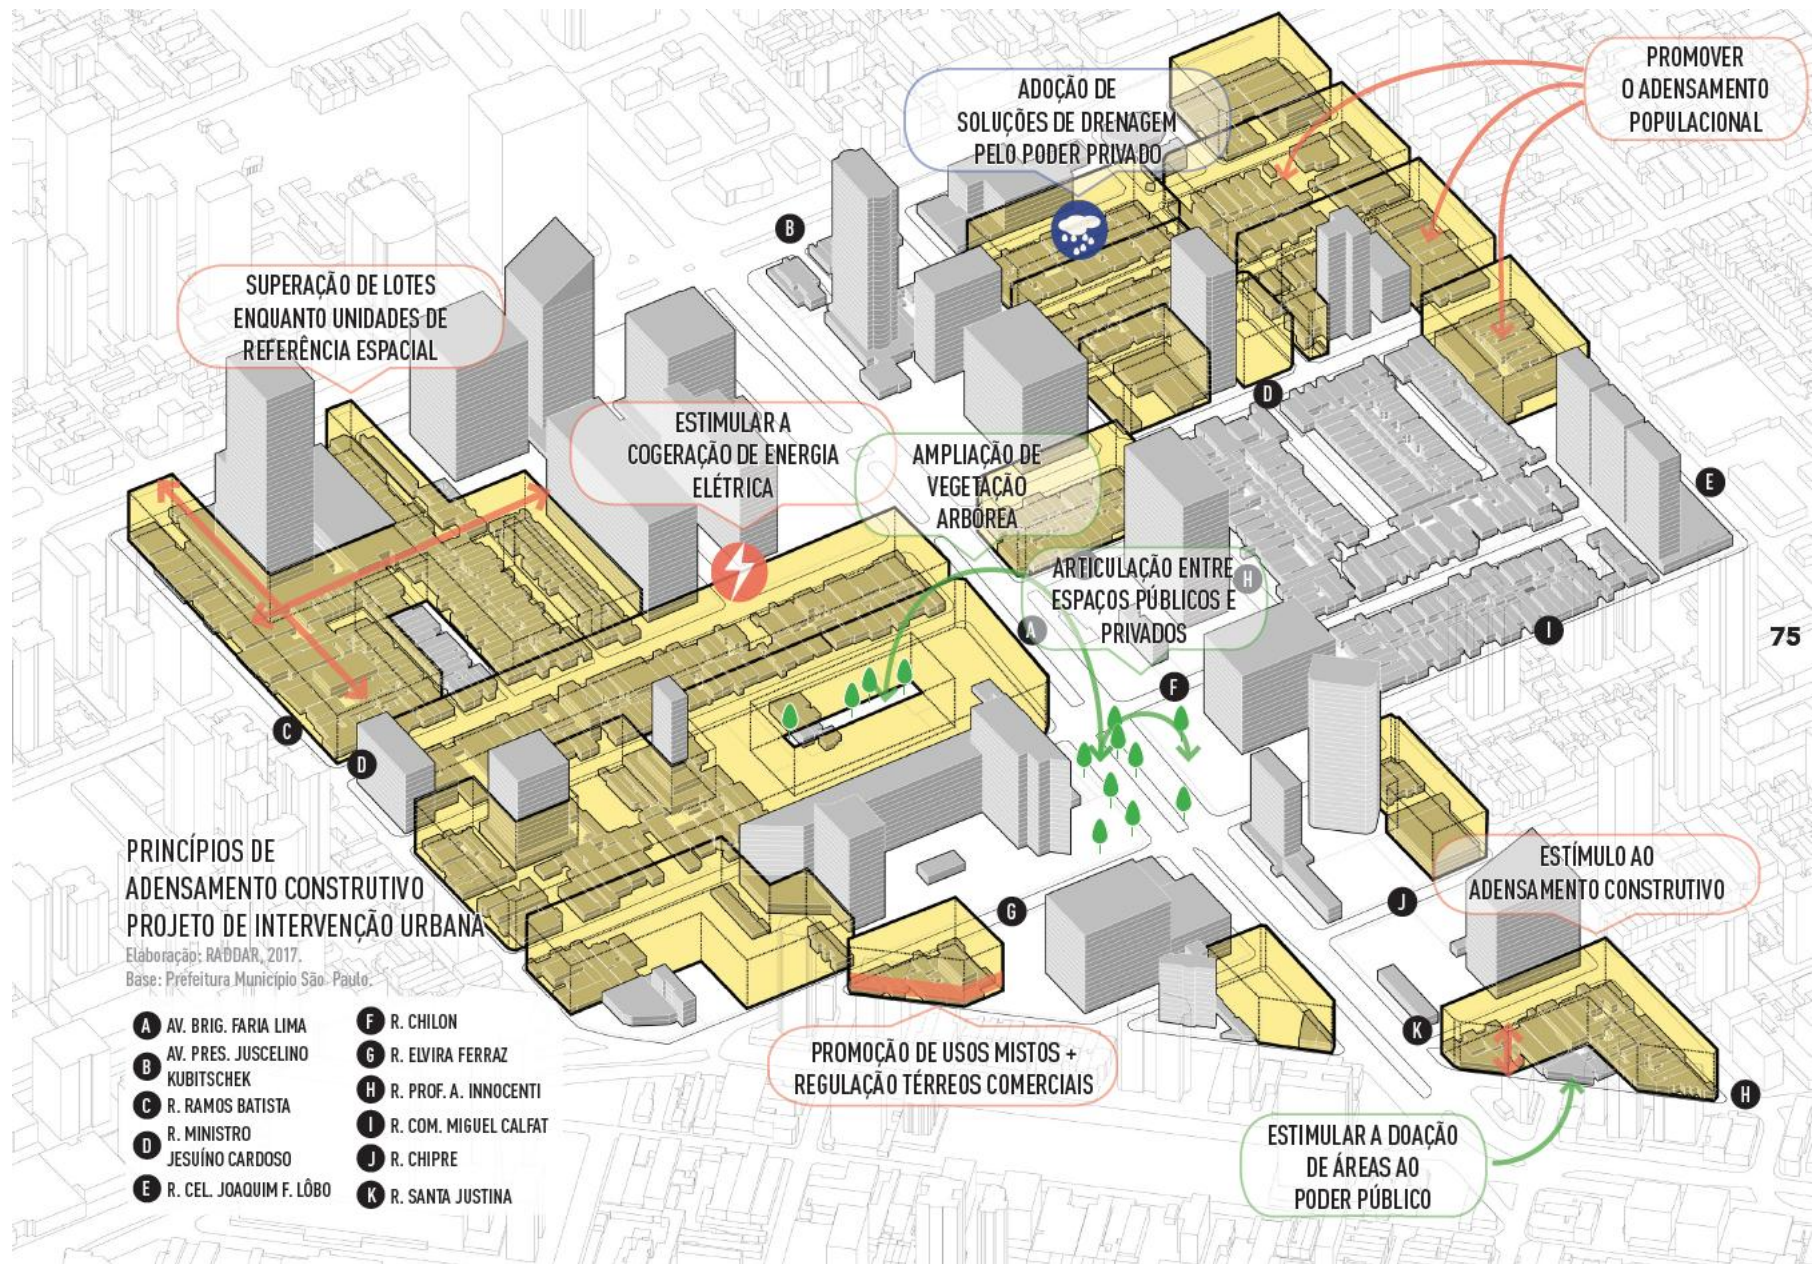 PROMOVER
O ADENSAMENTO
POPULACIONAL
ADOÇÃO DE
SOLUÇÕES DE DRENAGEM
PELO PODER PRIVADO
B
SUPERAÇÃO DE LOTES
ENQUANTO UNIDADES DE
REFERÊNCIA ESPACIAL
D
ESTIMULAR A
COGERAÇÃO DE ENERGIA
ELÉTRICA
AMPLIAÇÃO DE
VEGETAÇÃO
ARBÓREA
E
ARTICULAÇÃO ENTRE
ESPAÇOS PÚBLICOS E
PRIVADOS
H
A
I
75
F
C
D
PRINCÍPIOS DE
ADENSAMENTO CONSTRUTIVO
PROJETO DE INTERVENÇÃO URBANA
Elaboração: RADDAR, 2017.
Base: Prefeitura Município São Paulo.
ESTÍMULO AO
ADENSAMENTO CONSTRUTIVO
J
G
K
H
PROMOÇÃO DE USOS MISTOS +
REGULAÇÃO TÉRREOS COMERCIAIS
ESTIMULAR A DOAÇÃO
DE ÁREAS AO
PODER PÚBLICO
A AV. BRIG. FARIA LIMA
B AV. PRES. JUSCELINO
KUBITSCHEK
C R. RAMOS BATISTA
D R. MINISTRO
JESUÍNO CARDOSO
E R. CEL. JOAQUIM F. LÔBO
F R. CHILON
G R. ELVIRA FERRAZ
H R. PROF. A. INNOCENTI
I R. COM. MIGUEL CALFAT
J R. CHIPRE
K R. SANTA JUSTINA